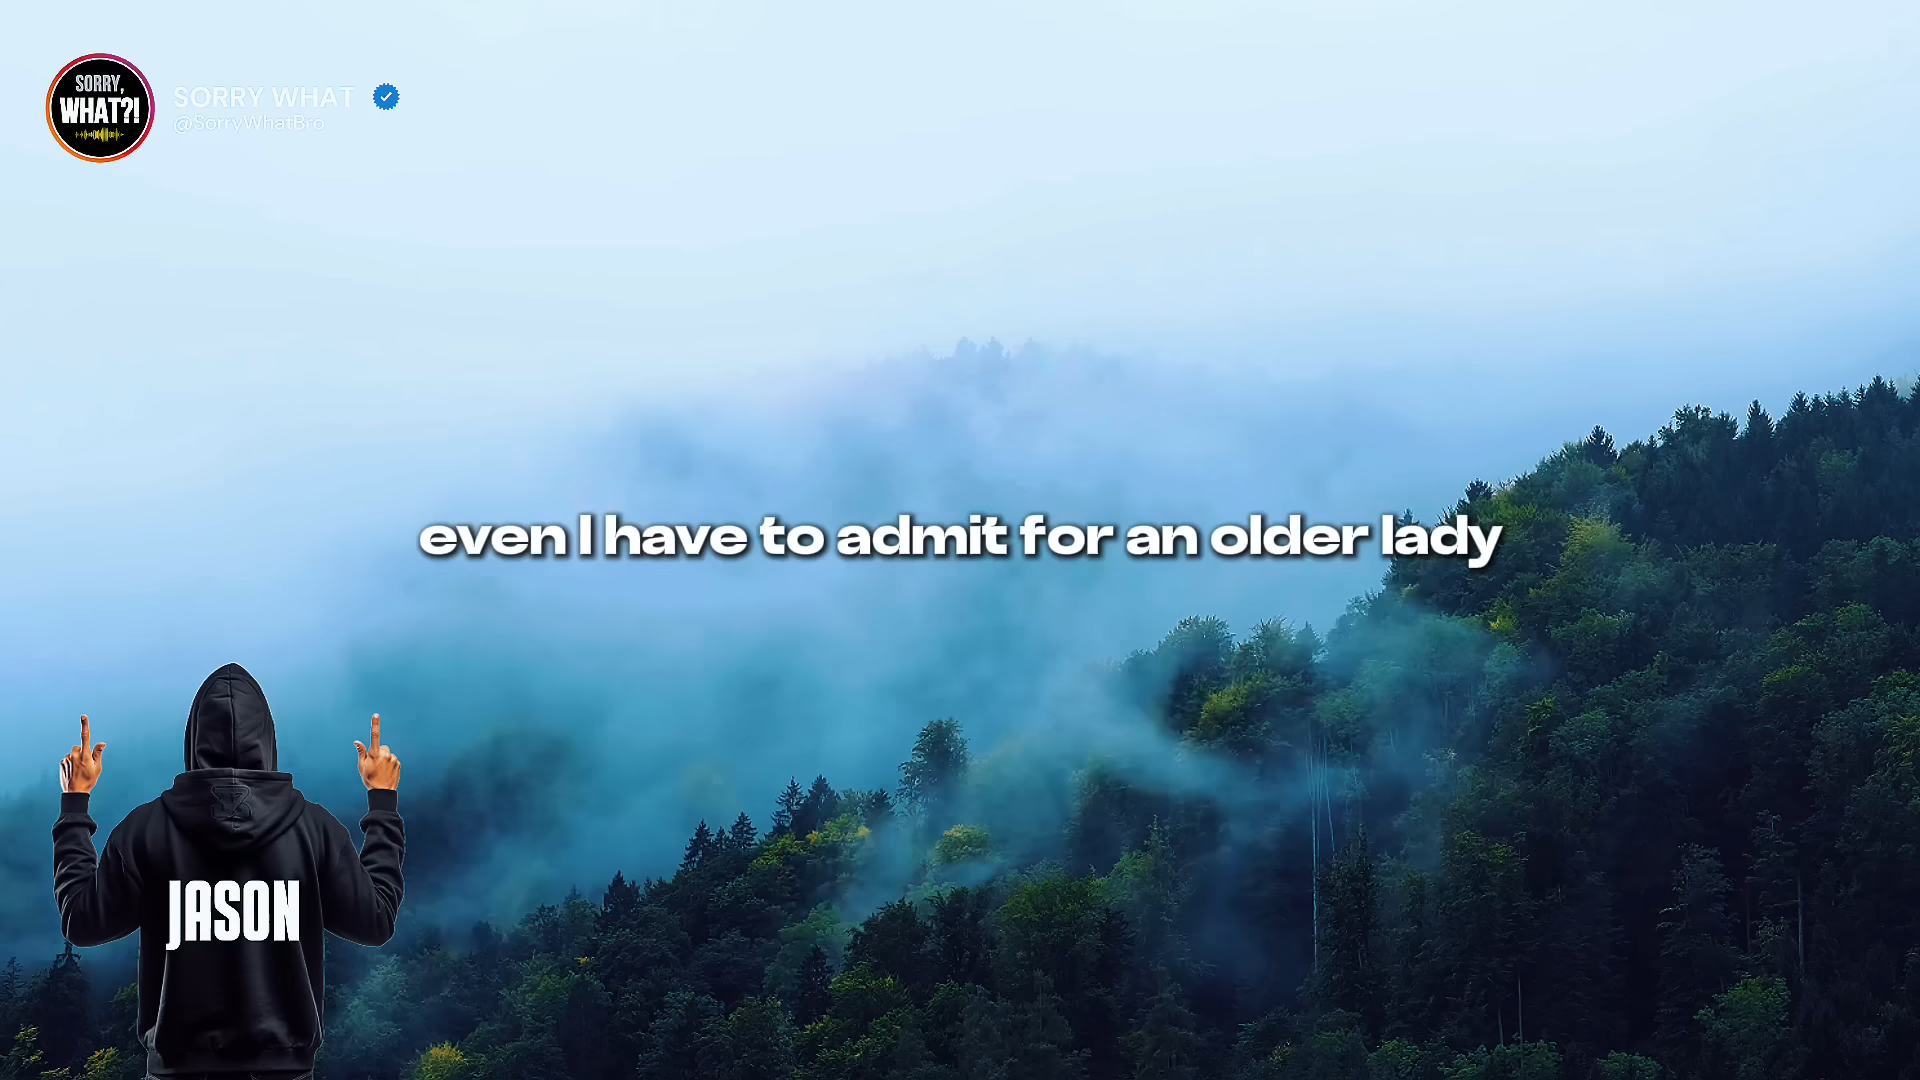 SORRY,
WHAT?!
SORRY WHAT
@SorryWhatBro
even I have to admit for an older lady
JASON